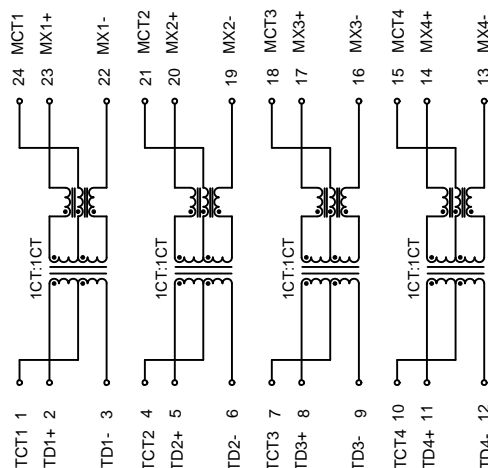 24 MCT1
23 MX1+
22 MX1-
21 MCT2
20 MX2+
19 MX2-
18 MCT3
17 MX3+
16 MX3-
15 MCT4
14 MX4+
13 MX4-
1CT:1CT
1CT:1CT
1CT:1CT
1CT:1CT
TCT1 1
TD1+ 2
TD1- 3
TCT2 4
TD2+ 5
TD2- 6
TCT3 7
TD3+ 8
TD3- 9
TCT4 10
TD4+ 11
TD4- 12